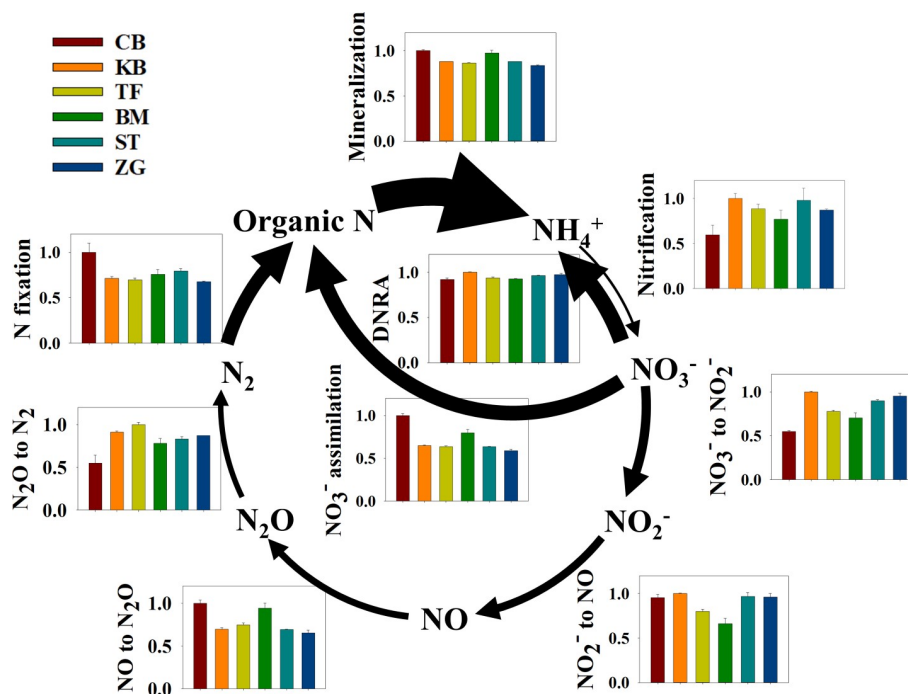 CB
KB
TF
BM
ST
ZG
Mineralization
1.0
0.5
0.0
Organic N
NH₄⁺
Nitrification
1.0
0.5
0.0
N fixation
1.0
0.5
0.0
DNRA
1.0
0.5
0.0
N₂
NO₃⁻ ⁻
NO₃⁻ to NO₂⁻
1.0
0.5
0.0
N₂O to N₂
1.0
0.5
0.0
NO₃⁻ assimilation
1.0
0.5
0.0
N₂O
NO₂⁻
NO
NO to N₂O
1.0
0.5
0.0
NO₂⁻ to NO
1.0
0.5
0.0